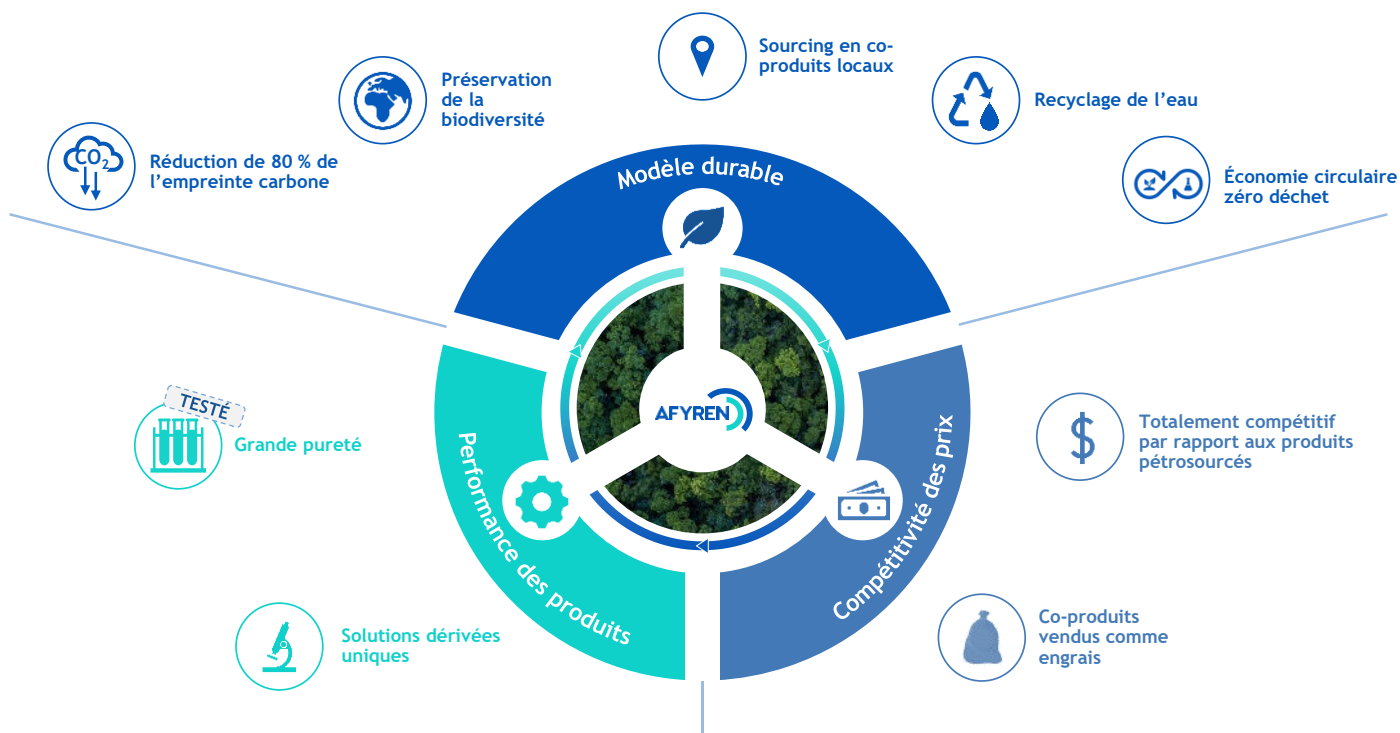 Sourcing en co-
produits locaux
Préservation
de la
biodiversité
Recyclage de l’eau
CO₂
Réduction de 80 % de
l’empreinte carbone
Économie circulaire
zéro déchet
Modèle durable
TESTÉ
Grande pureté
AFYREN
Totalement compétitif
par rapport aux produits
pétrosourcés
Performance des produits
Compétitivité des prix
Solutions dérivées
uniques
Co-produits
vendus comme
engrais